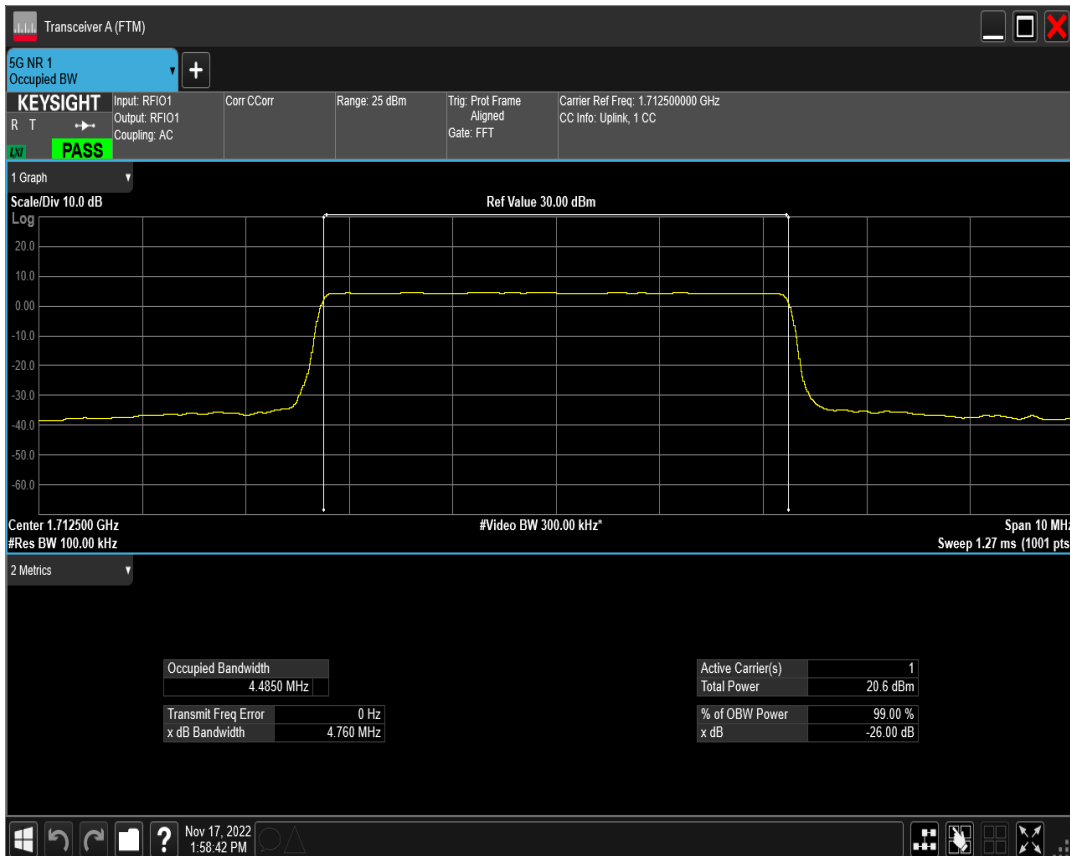 Transceiver A (FTM)
5G NR 1
Occupied BW
+
KEYSIGHT
R T
LXI
PASS
Input: RFIO1
Output: RFIO1
Coupling: AC
Corr CCorr
Range: 25 dBm
Trig: Prot Frame
Aligned
Gate: FFT
Carrier Ref Freq: 1.712500000 GHz
CC Info: Uplink, 1 CC
1 Graph
Scale/Div 10.0 dB
Ref Value 30.00 dBm
Log
20.0
10.0
0.00
-10.0
-20.0
-30.0
-40.0
-50.0
-60.0
Center 1.712500 GHz
#Video BW 300.00 kHz*
Span 10 MHz
#Res BW 100.00 kHz
Sweep 1.27 ms (1001 pts
2 Metrics
Occupied Bandwidth
4.4850 MHz
Transmit Freq Error 0 Hz
x dB Bandwidth 4.760 MHz
Active Carrier(s) 1
Total Power 20.6 dBm
% of OBW Power 99.00 %
x dB -26.00 dB
?
Nov 17, 2022
1:58:42 PM